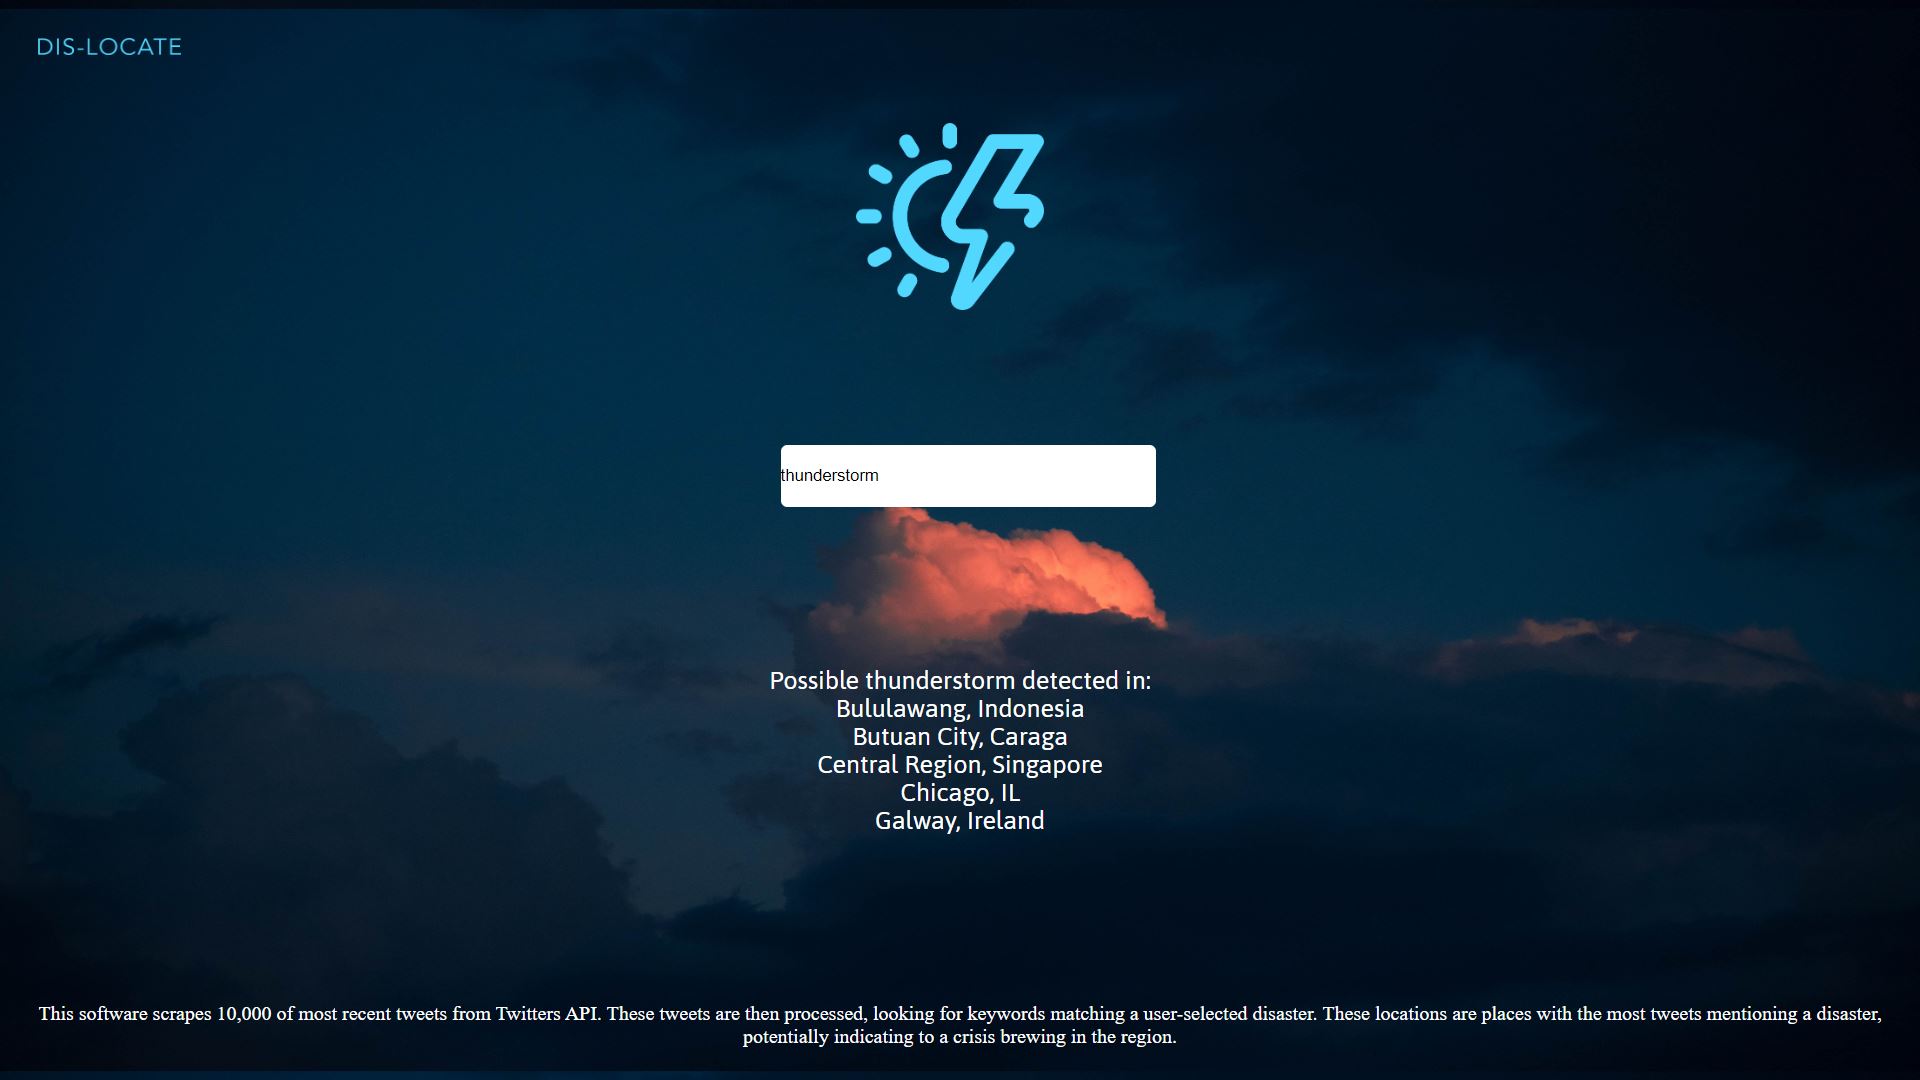 DIS-LOCATE
thunderstorm
Possible thunderstorm detected in:
Bululawang, Indonesia
Butuan City, Caraga
Central Region, Singapore
Chicago, IL
Galway, Ireland
This software scrapes 10,000 of most recent tweets from Twitters API. These tweets are then processed, looking for keywords matching a user-selected disaster. These locations are places with the most tweets mentioning a disaster,
potentially indicating to a crisis brewing in the region.